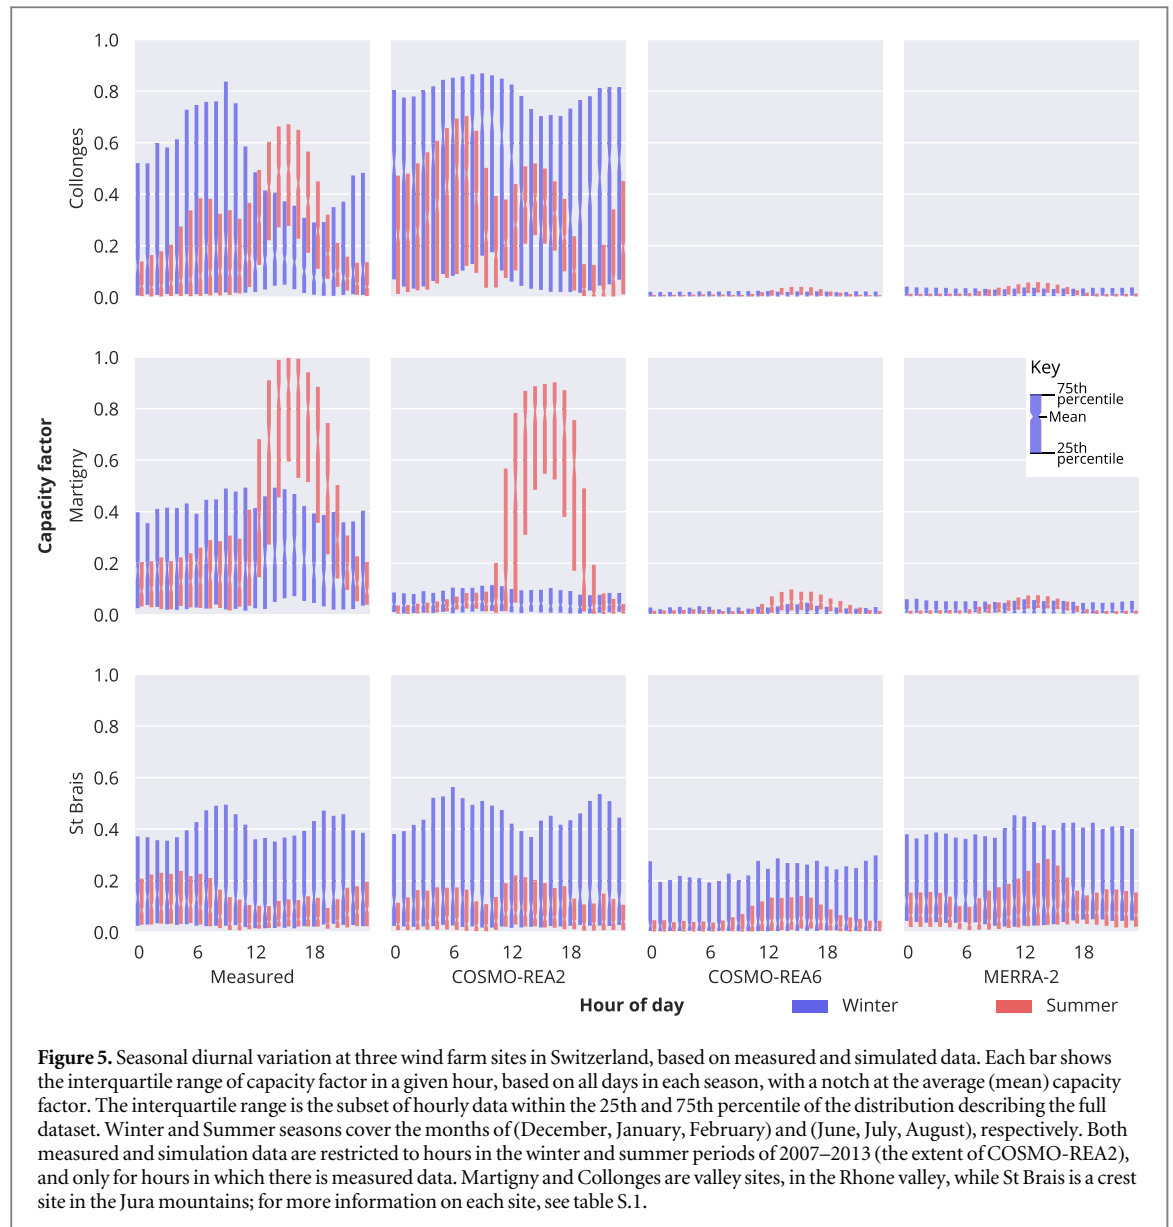 1.0
0.8
0.6
0.4
0.2
0.0
Collonges
1.0
0.8
0.6
0.4
0.2
0.0
Capacity factor
Martigny
Key
75th
percentile
Mean
25th
percentile
1.0
0.8
0.6
0.4
0.2
0.0
St Brais
0 6 12 18 0 6 12 18 0 6 12 18 0 6 12 18
Measured COSMO-REA2 COSMO-REA6 MERRA-2
Hour of day Winter Summer
Figure 5. Seasonal diurnal variation at three wind farm sites in Switzerland, based on measured and simulated data. Each bar shows
the interquartile range of capacity factor in a given hour, based on all days in each season, with a notch at the average (mean) capacity
factor. The interquartile range is the subset of hourly data within the 25th and 75th percentile of the distribution describing the full
dataset. Winter and Summer seasons cover the months of (December, January, February) and (June, July, August), respectively. Both
measured and simulation data are restricted to hours in the winter and summer periods of 2007–2013 (the extent of COSMO-REA2),
and only for hours in which there is measured data. Martigny and Collonges are valley sites, in the Rhone valley, while St Brais is a crest
site in the Jura mountains; for more information on each site, see table S.1.